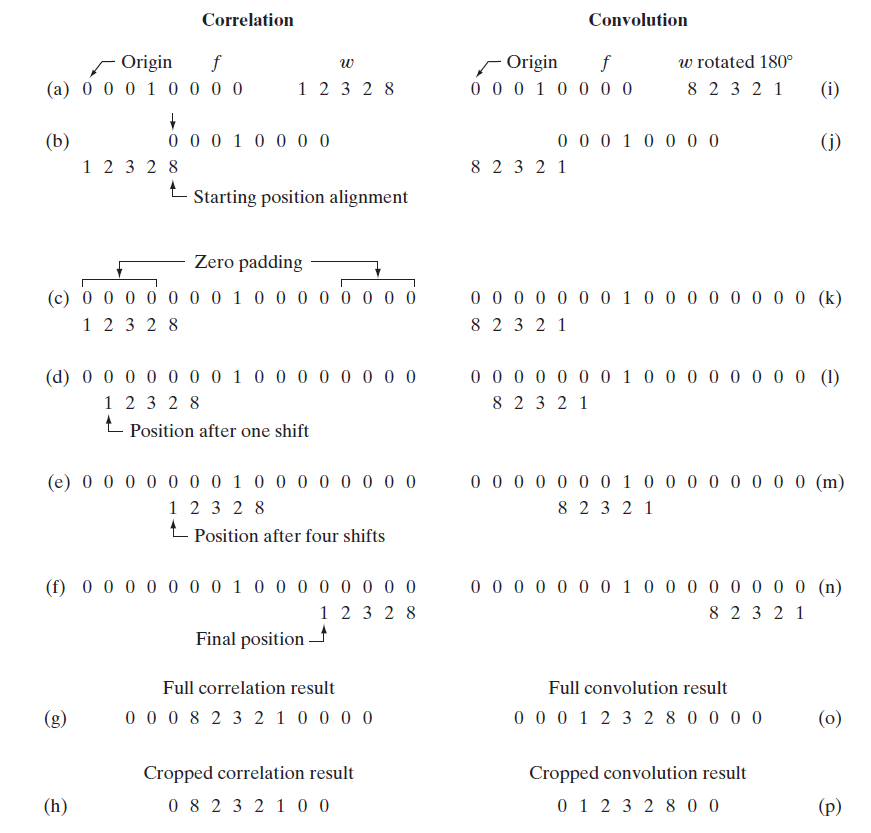 Correlation Convolution
Origin f w Origin f w rotated 180°
(a) 0 0 0 1 0 0 0 0 1 2 3 2 8 0 0 0 1 0 0 0 0 8 2 3 2 1 (i)
(b) 0 0 0 1 0 0 0 0 0 0 0 1 0 0 0 0 (j)
1 2 3 2 8 8 2 3 2 1
Starting position alignment
Zero padding
(c) 0 0 0 0 0 0 0 1 0 0 0 0 0 0 0 0 0 0 0 0 0 0 0 1 0 0 0 0 0 0 0 0 (k)
1 2 3 2 8 8 2 3 2 1
(d) 0 0 0 0 0 0 0 1 0 0 0 0 0 0 0 0 0 0 0 0 0 0 0 1 0 0 0 0 0 0 0 0 (l)
1 2 3 2 8 8 2 3 2 1
Position after one shift
(e) 0 0 0 0 0 0 0 1 0 0 0 0 0 0 0 0 0 0 0 0 0 0 0 1 0 0 0 0 0 0 0 0 (m)
1 2 3 2 8 8 2 3 2 1
Position after four shifts
(f) 0 0 0 0 0 0 0 1 0 0 0 0 0 0 0 0 0 0 0 0 0 0 0 1 0 0 0 0 0 0 0 0 (n)
1 2 3 2 8 8 2 3 2 1
Final position
Full correlation result Full convolution result
(g) 0 0 0 8 2 3 2 1 0 0 0 0 0 0 0 1 2 3 2 8 0 0 0 0 (o)
Cropped correlation result Cropped convolution result
(h) 0 8 2 3 2 1 0 0 0 1 2 3 2 8 0 0 (p)